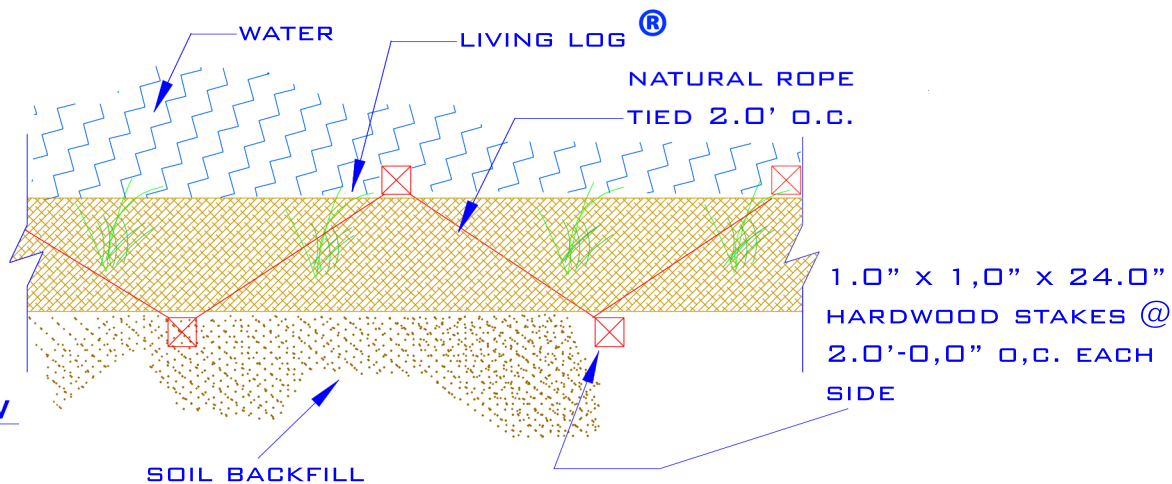 WATER
LIVING LOG ®
NATURAL ROPE
TIED 2.0' O.C.
1.0" x 1,0" x 24.0"
HARDWOOD STAKES @
2.0'-0,0" O,C. EACH
SIDE
SOIL BACKFILL